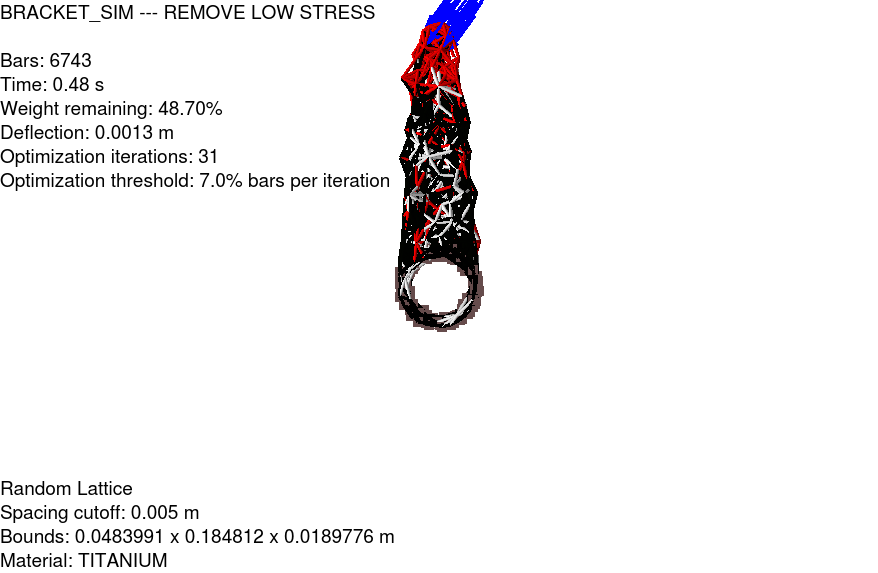 BRACKET_SIM --- REMOVE LOW STRESS
Bars: 6743
Time: 0.48 s
Weight remaining: 48.70%
Deflection: 0.0013 m
Optimization iterations: 31
Optimization threshold: 7.0% bars per iteration
Random Lattice
Spacing cutoff: 0.005 m
Bounds: 0.0483991 x 0.184812 x 0.0189776 m
Material: TITANIUM